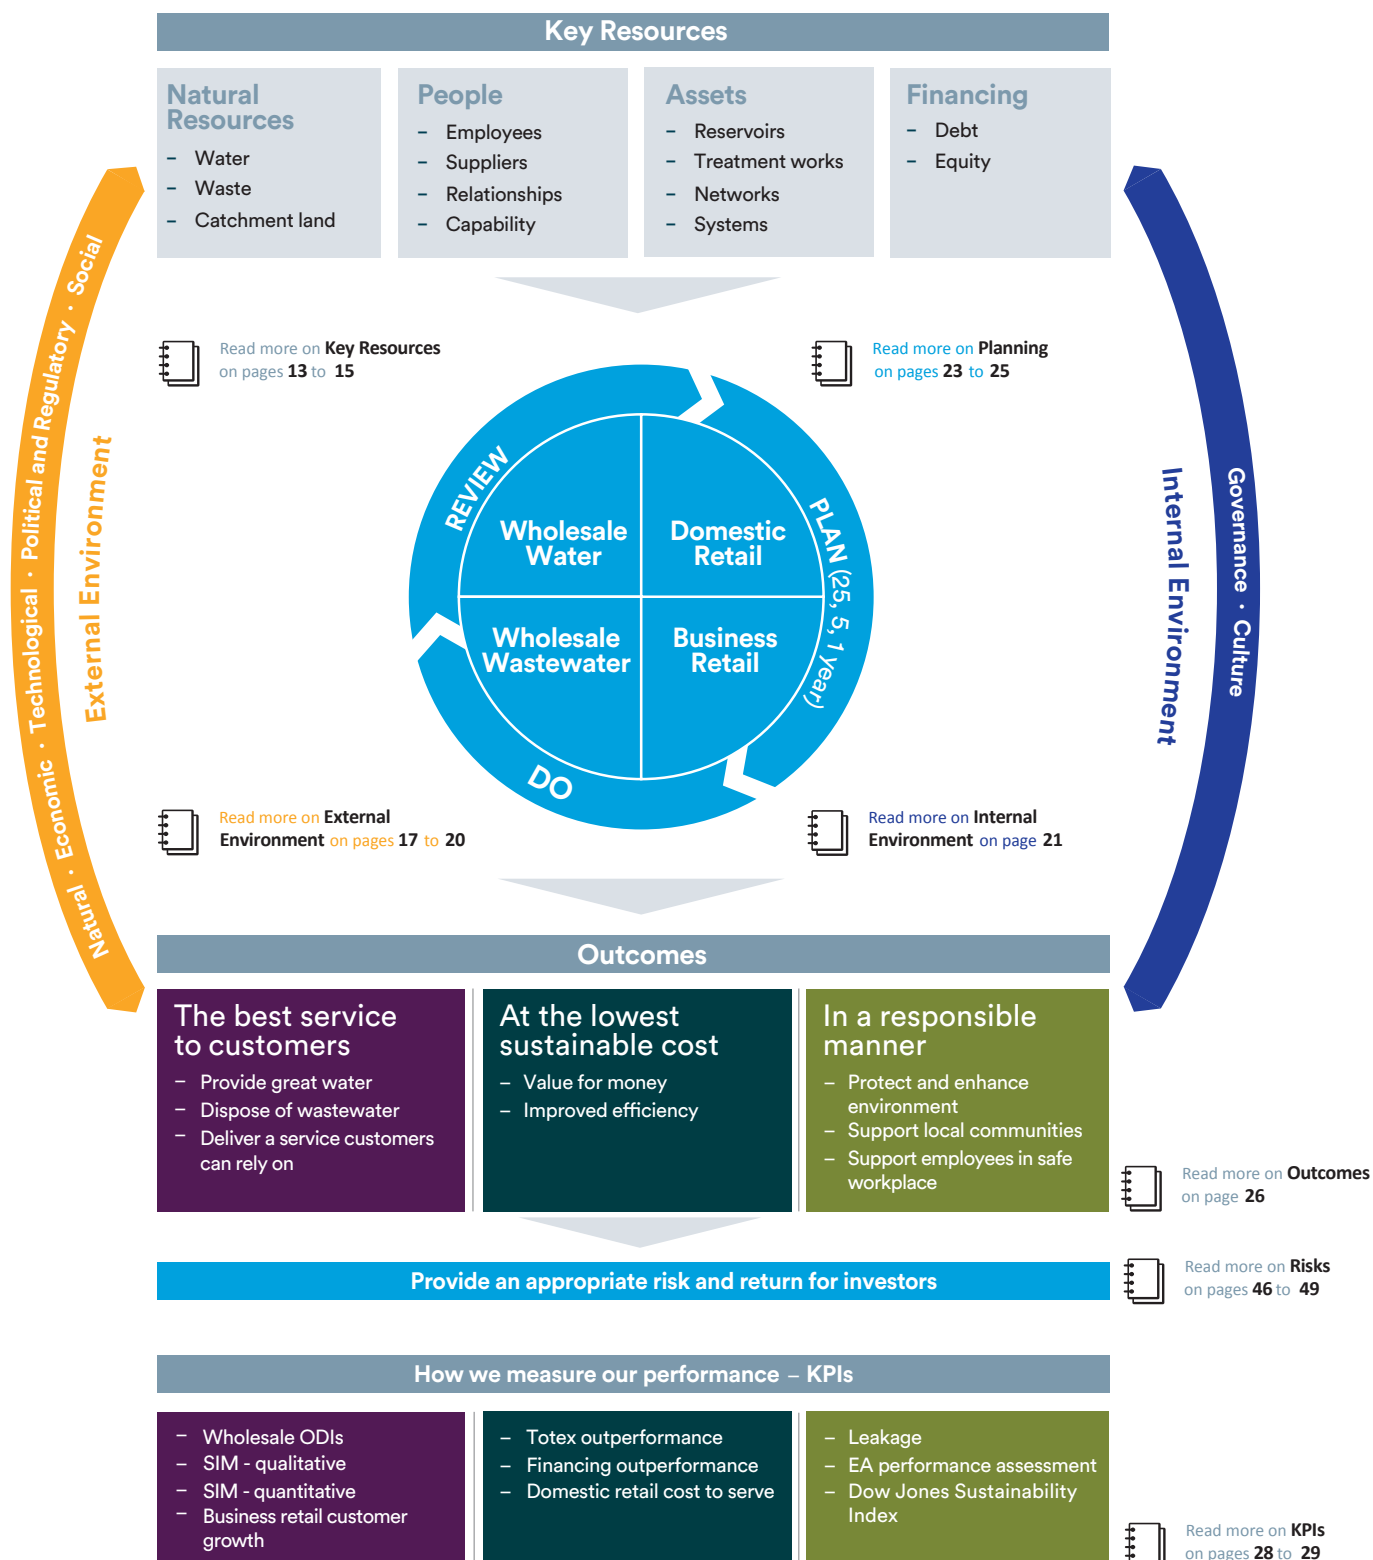 Key Resources
Natural
Resources
– Water
– Waste
– Catchment land
People
– Employees
– Suppliers
– Relationships
– Capability
Assets
– Reservoirs
– Treatment works
– Networks
– Systems
Financing
– Debt
– Equity
Natural · Economic · Technological · Political and Regulatory · Social
External Environment
Internal Environment
Governance · Culture
Read more on Key Resources
on pages 13 to 15
Read more on Planning
on pages 23 to 25
REVIEW
PLAN (25, 5, 1 year)
DO
Wholesale
Water
Domestic
Retail
Wholesale
Wastewater
Business
Retail
Read more on External
Environment on pages 17 to 20
Read more on Internal
Environment on page 21
Outcomes
The best service
to customers
– Provide great water
– Dispose of wastewater
– Deliver a service customers
can rely on
At the lowest
sustainable cost
– Value for money
– Improved efficiency
In a responsible
manner
– Protect and enhance
environment
– Support local communities
– Support employees in safe
workplace
Read more on Outcomes
on page 26
Provide an appropriate risk and return for investors
Read more on Risks
on pages 46 to 49
How we measure our performance – KPIs
– Wholesale ODIs
– SIM - qualitative
– SIM - quantitative
– Business retail customer
growth
– Totex outperformance
– Financing outperformance
– Domestic retail cost to serve
– Leakage
– EA performance assessment
– Dow Jones Sustainability
Index
Read more on KPIs
on pages 28 to 29